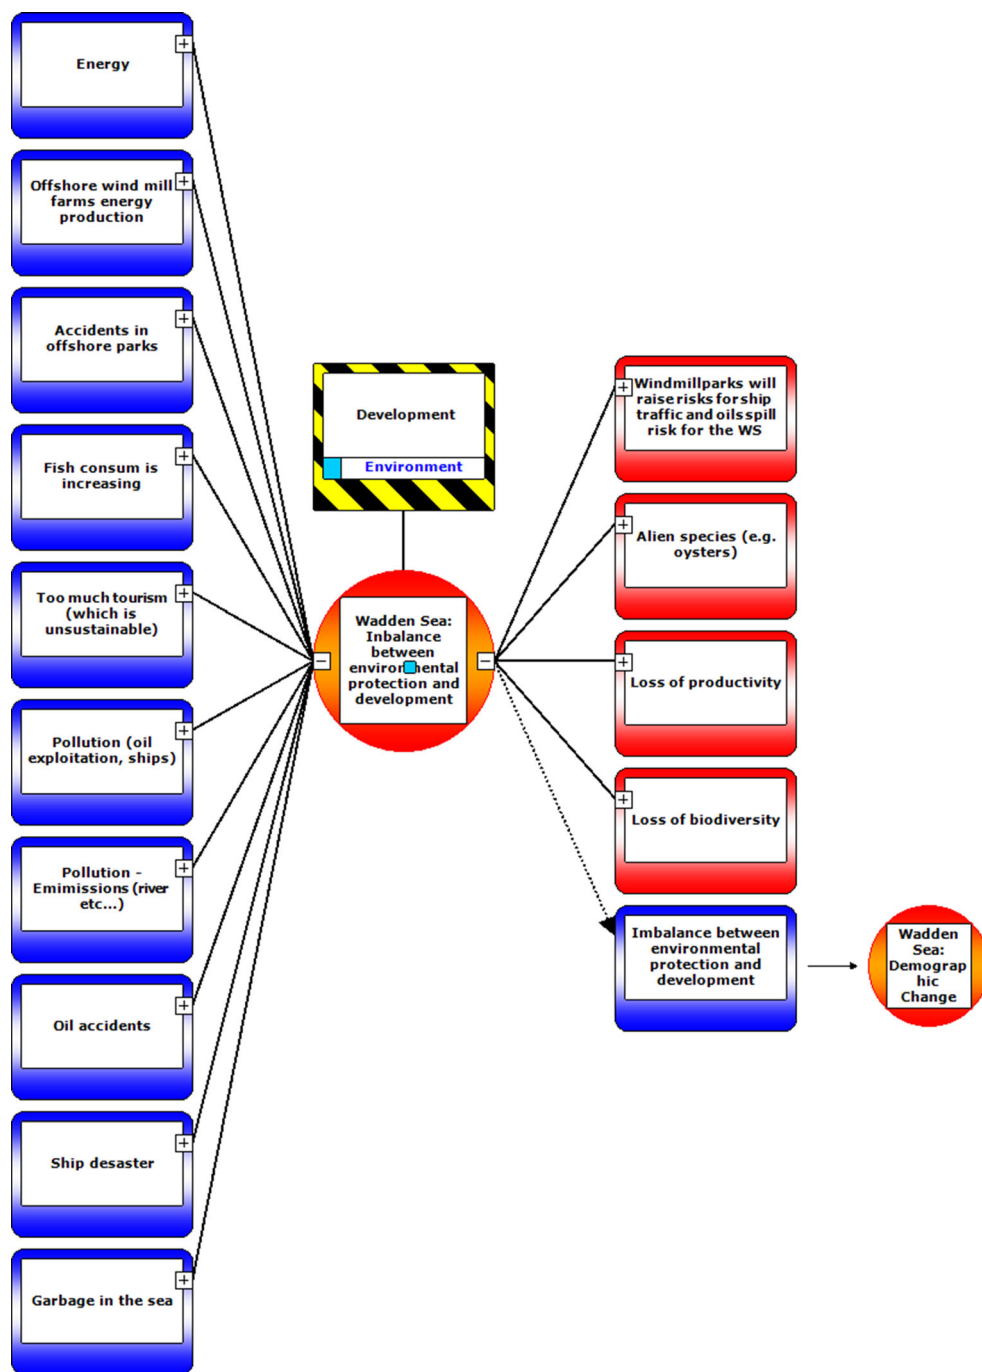 Energy
Offshore wind mill
farms energy
production
Accidents in
offshore parks
Fish consum is
increasing
Too much tourism
(which is
unsustainable)
Pollution (oil
exploitation, ships)
Pollution -
Emimissions (river
etc...)
Oil accidents
Ship desaster
Garbage in the sea
Development
Environment
Wadden Sea:
Inbalance
between
environmental
protection and
development
Windmillparks will
raise risks for ship
traffic and oils spill
risk for the WS
Alien species (e.g.
oysters)
Loss of productivity
Loss of biodiversity
Imbalance between
environmental
protection and
development
Wadden
Sea:
Demograp
hic
Change